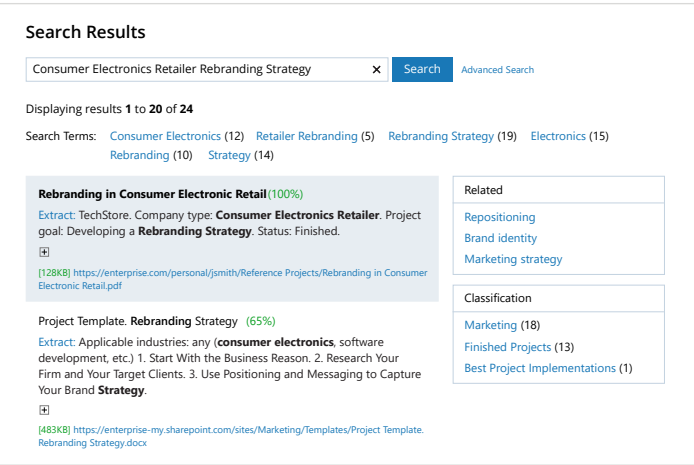 Search Results
Consumer Electronics Retailer Rebranding Strategy
Search
Advanced Search
Displaying results 1 to 20 of 24
Search Terms: Consumer Electronics (12) Retailer Rebranding (5) Rebranding Strategy (19) Electronics (15)
Rebranding (10) Strategy (14)
Rebranding in Consumer Electronic Retail(100%)
Extract: TechStore. Company type: Consumer Electronics Retailer. Project
goal: Developing a Rebranding Strategy. Status: Finished.
[128KB] https://enterprise.com/personal/jsmith/Reference Projects/Rebranding in Consumer
Electronic Retail.pdf
Project Template. Rebranding Strategy (65%)
Extract: Applicable industries: any (consumer electronics, software
development, etc.) 1. Start With the Business Reason. 2. Research Your
Firm and Your Target Clients. 3. Use Positioning and Messaging to Capture
Your Brand Strategy.
[483KB] https://enterprise-my.sharepoint.com/sites/Marketing/Templates/Project Template.
Rebranding Strategy.docx
Related
Repositioning
Brand identity
Marketing strategy
Classification
Marketing (18)
Finished Projects (13)
Best Project Implementations (1)